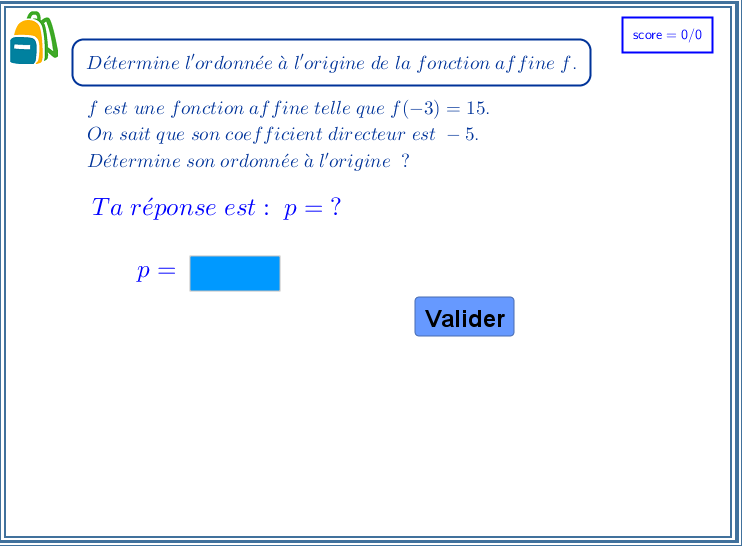 score = 0/0
Détermine l'ordonnée à l'origine de la fonction affine f.
f est une fonction affine telle que f(−3) = 15.
On sait que son coefficient directeur est − 5.
Détermine son ordonnée à l'origine ?
Ta réponse est : p = ?
p =
Valider